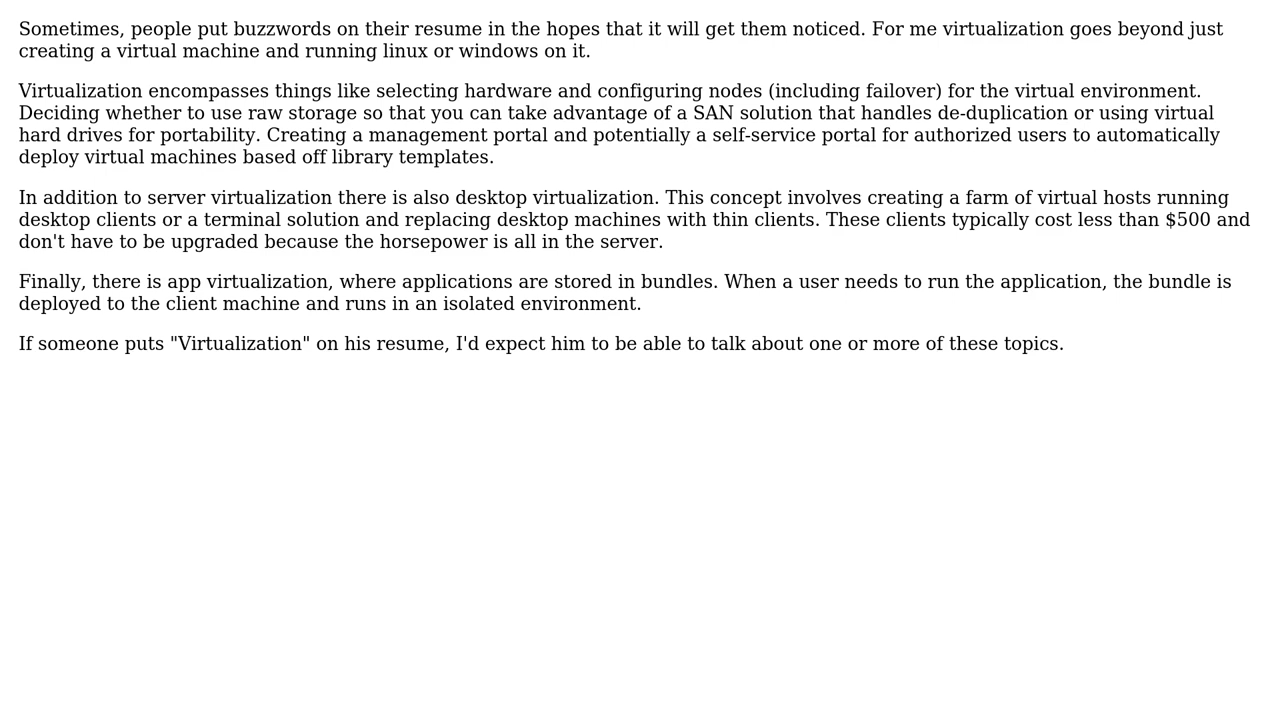 Sometimes, people put buzzwords on their resume in the hopes that it will get them noticed. For me virtualization goes beyond just
creating a virtual machine and running linux or windows on it.
Virtualization encompasses things like selecting hardware and configuring nodes (including failover) for the virtual environment.
Deciding whether to use raw storage so that you can take advantage of a SAN solution that handles de-duplication or using virtual
hard drives for portability. Creating a management portal and potentially a self-service portal for authorized users to automatically
deploy virtual machines based off library templates.
In addition to server virtualization there is also desktop virtualization. This concept involves creating a farm of virtual hosts running
desktop clients or a terminal solution and replacing desktop machines with thin clients. These clients typically cost less than $500 and
don't have to be upgraded because the horsepower is all in the server.
Finally, there is app virtualization, where applications are stored in bundles. When a user needs to run the application, the bundle is
deployed to the client machine and runs in an isolated environment.
If someone puts "Virtualization" on his resume, I'd expect him to be able to talk about one or more of these topics.